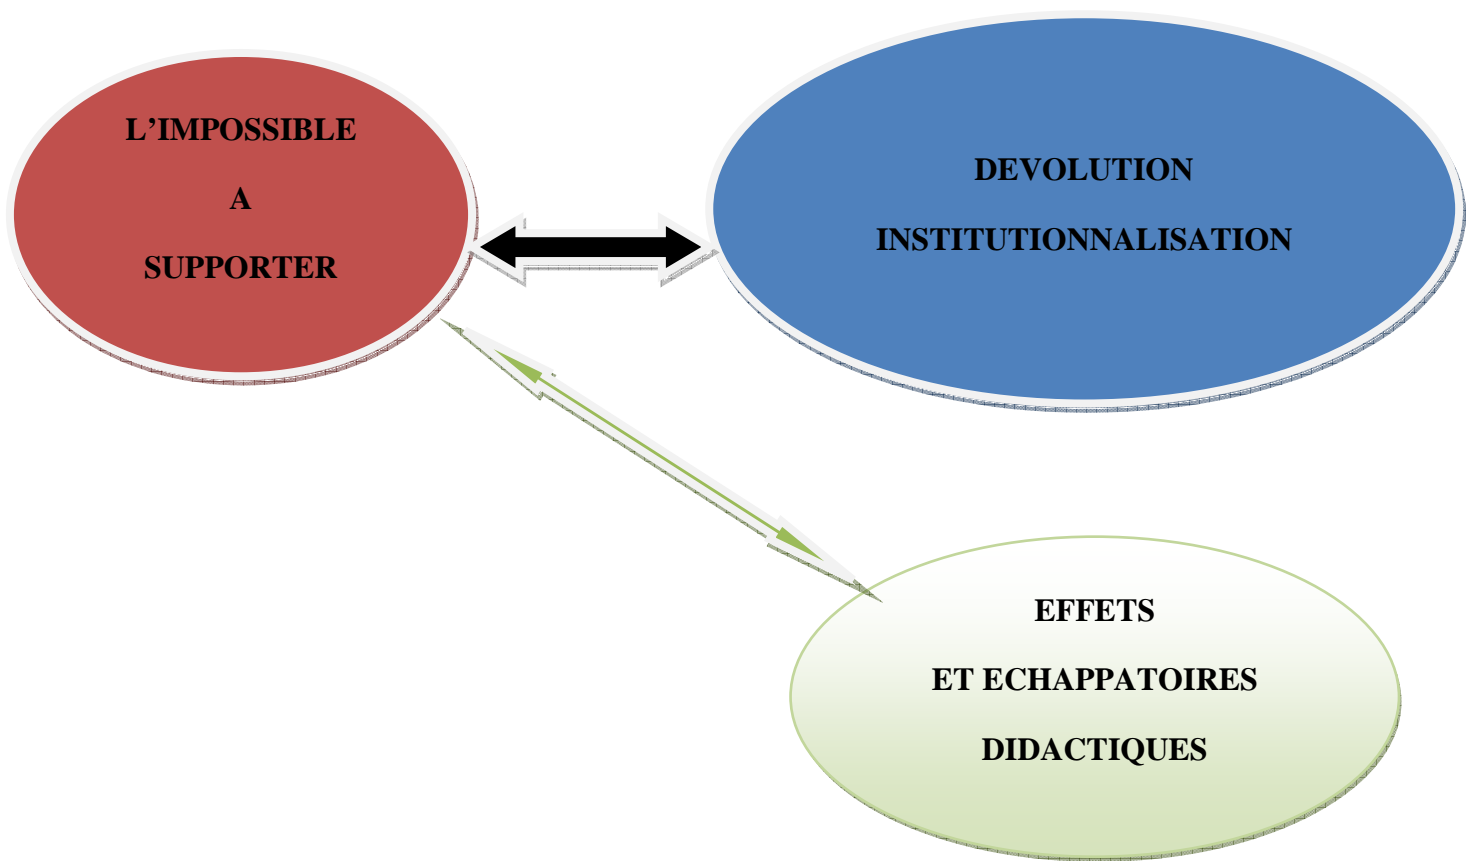 L’IMPOSSIBLE
A
SUPPORTER
DEVOLUTION
INSTITUTIONNALISATION
EFFETS
ET ECHAPPATOIRES
DIDACTIQUES